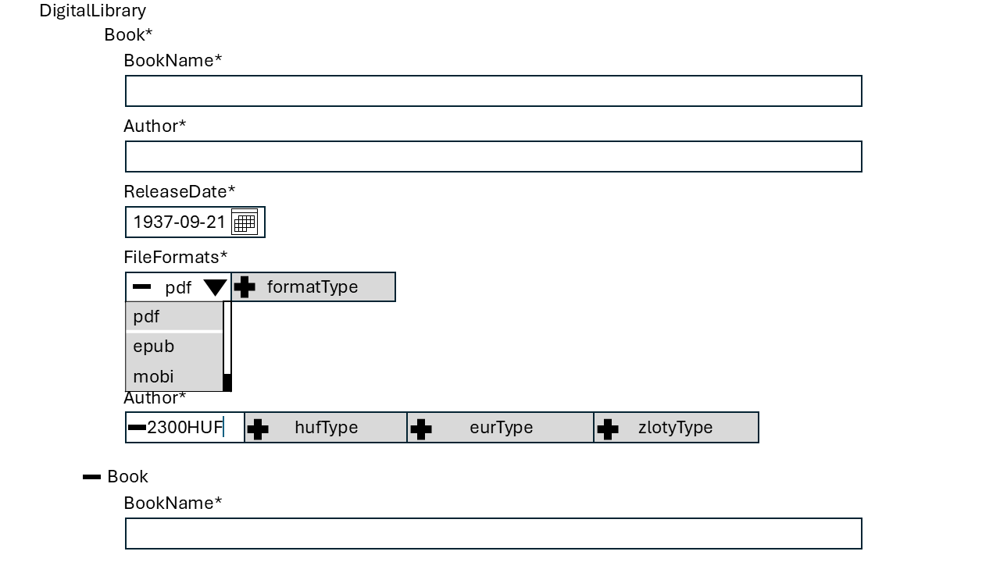 DigitalLibrary
Book*
BookName*
Author*
ReleaseDate*
1937-09-21
FileFormats*
pdf formatType
pdf
epub
mobi
Author*
2300HUF hufType eurType zlotyType
Book
BookName*